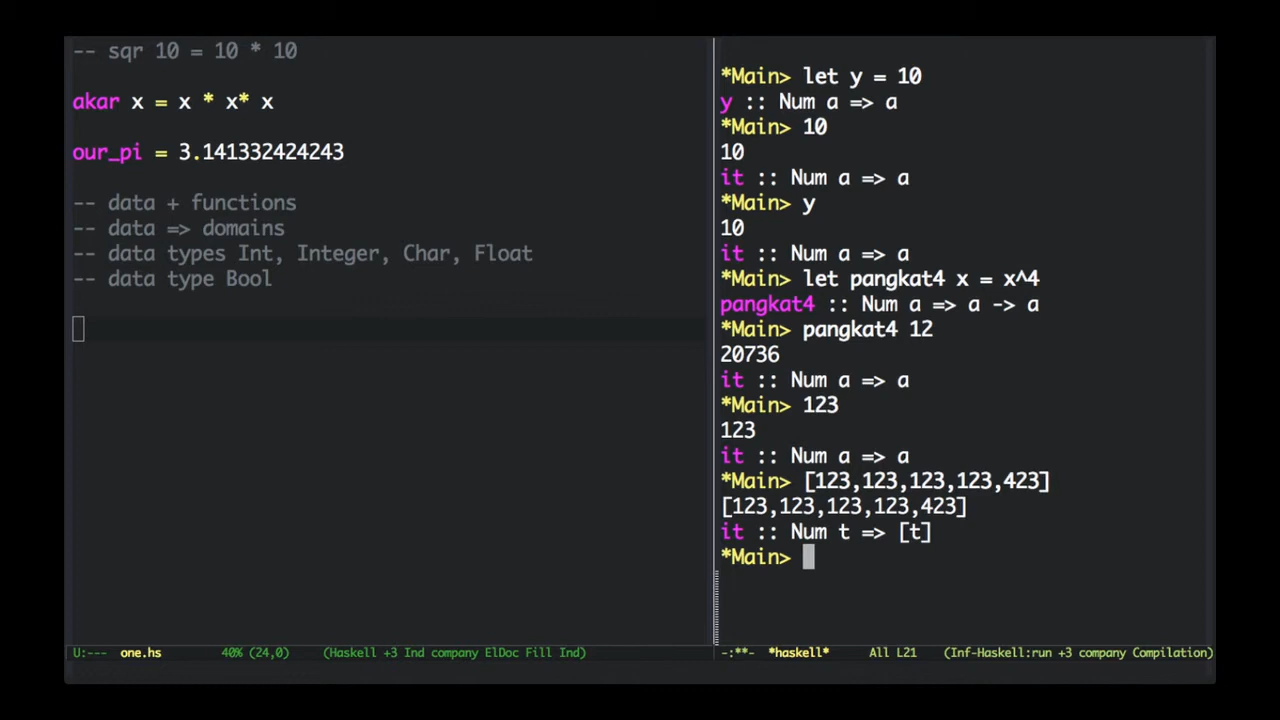 -- sqr 10 = 10 * 10
akar x = x * x* x
our_pi = 3.141332424243
-- data + functions
-- data => domains
-- data types Int, Integer, Char, Float
-- data type Bool
U:--- one.hs 40% (24,0) (Haskell +3 Ind company ElDoc Fill Ind)
*Main> let y = 10
y :: Num a => a
*Main> 10
10
it :: Num a => a
*Main> y
10
it :: Num a => a
*Main> let pangkat4 x = x^4
pangkat4 :: Num a => a -> a
*Main> pangkat4 12
20736
it :: Num a => a
*Main> 123
123
it :: Num a => a
*Main> [123,123,123,123,423]
[123,123,123,123,423]
it :: Num t => [t]
*Main>
-:**- *haskell* All L21 (Inf-Haskell:run +3 company Compilation)